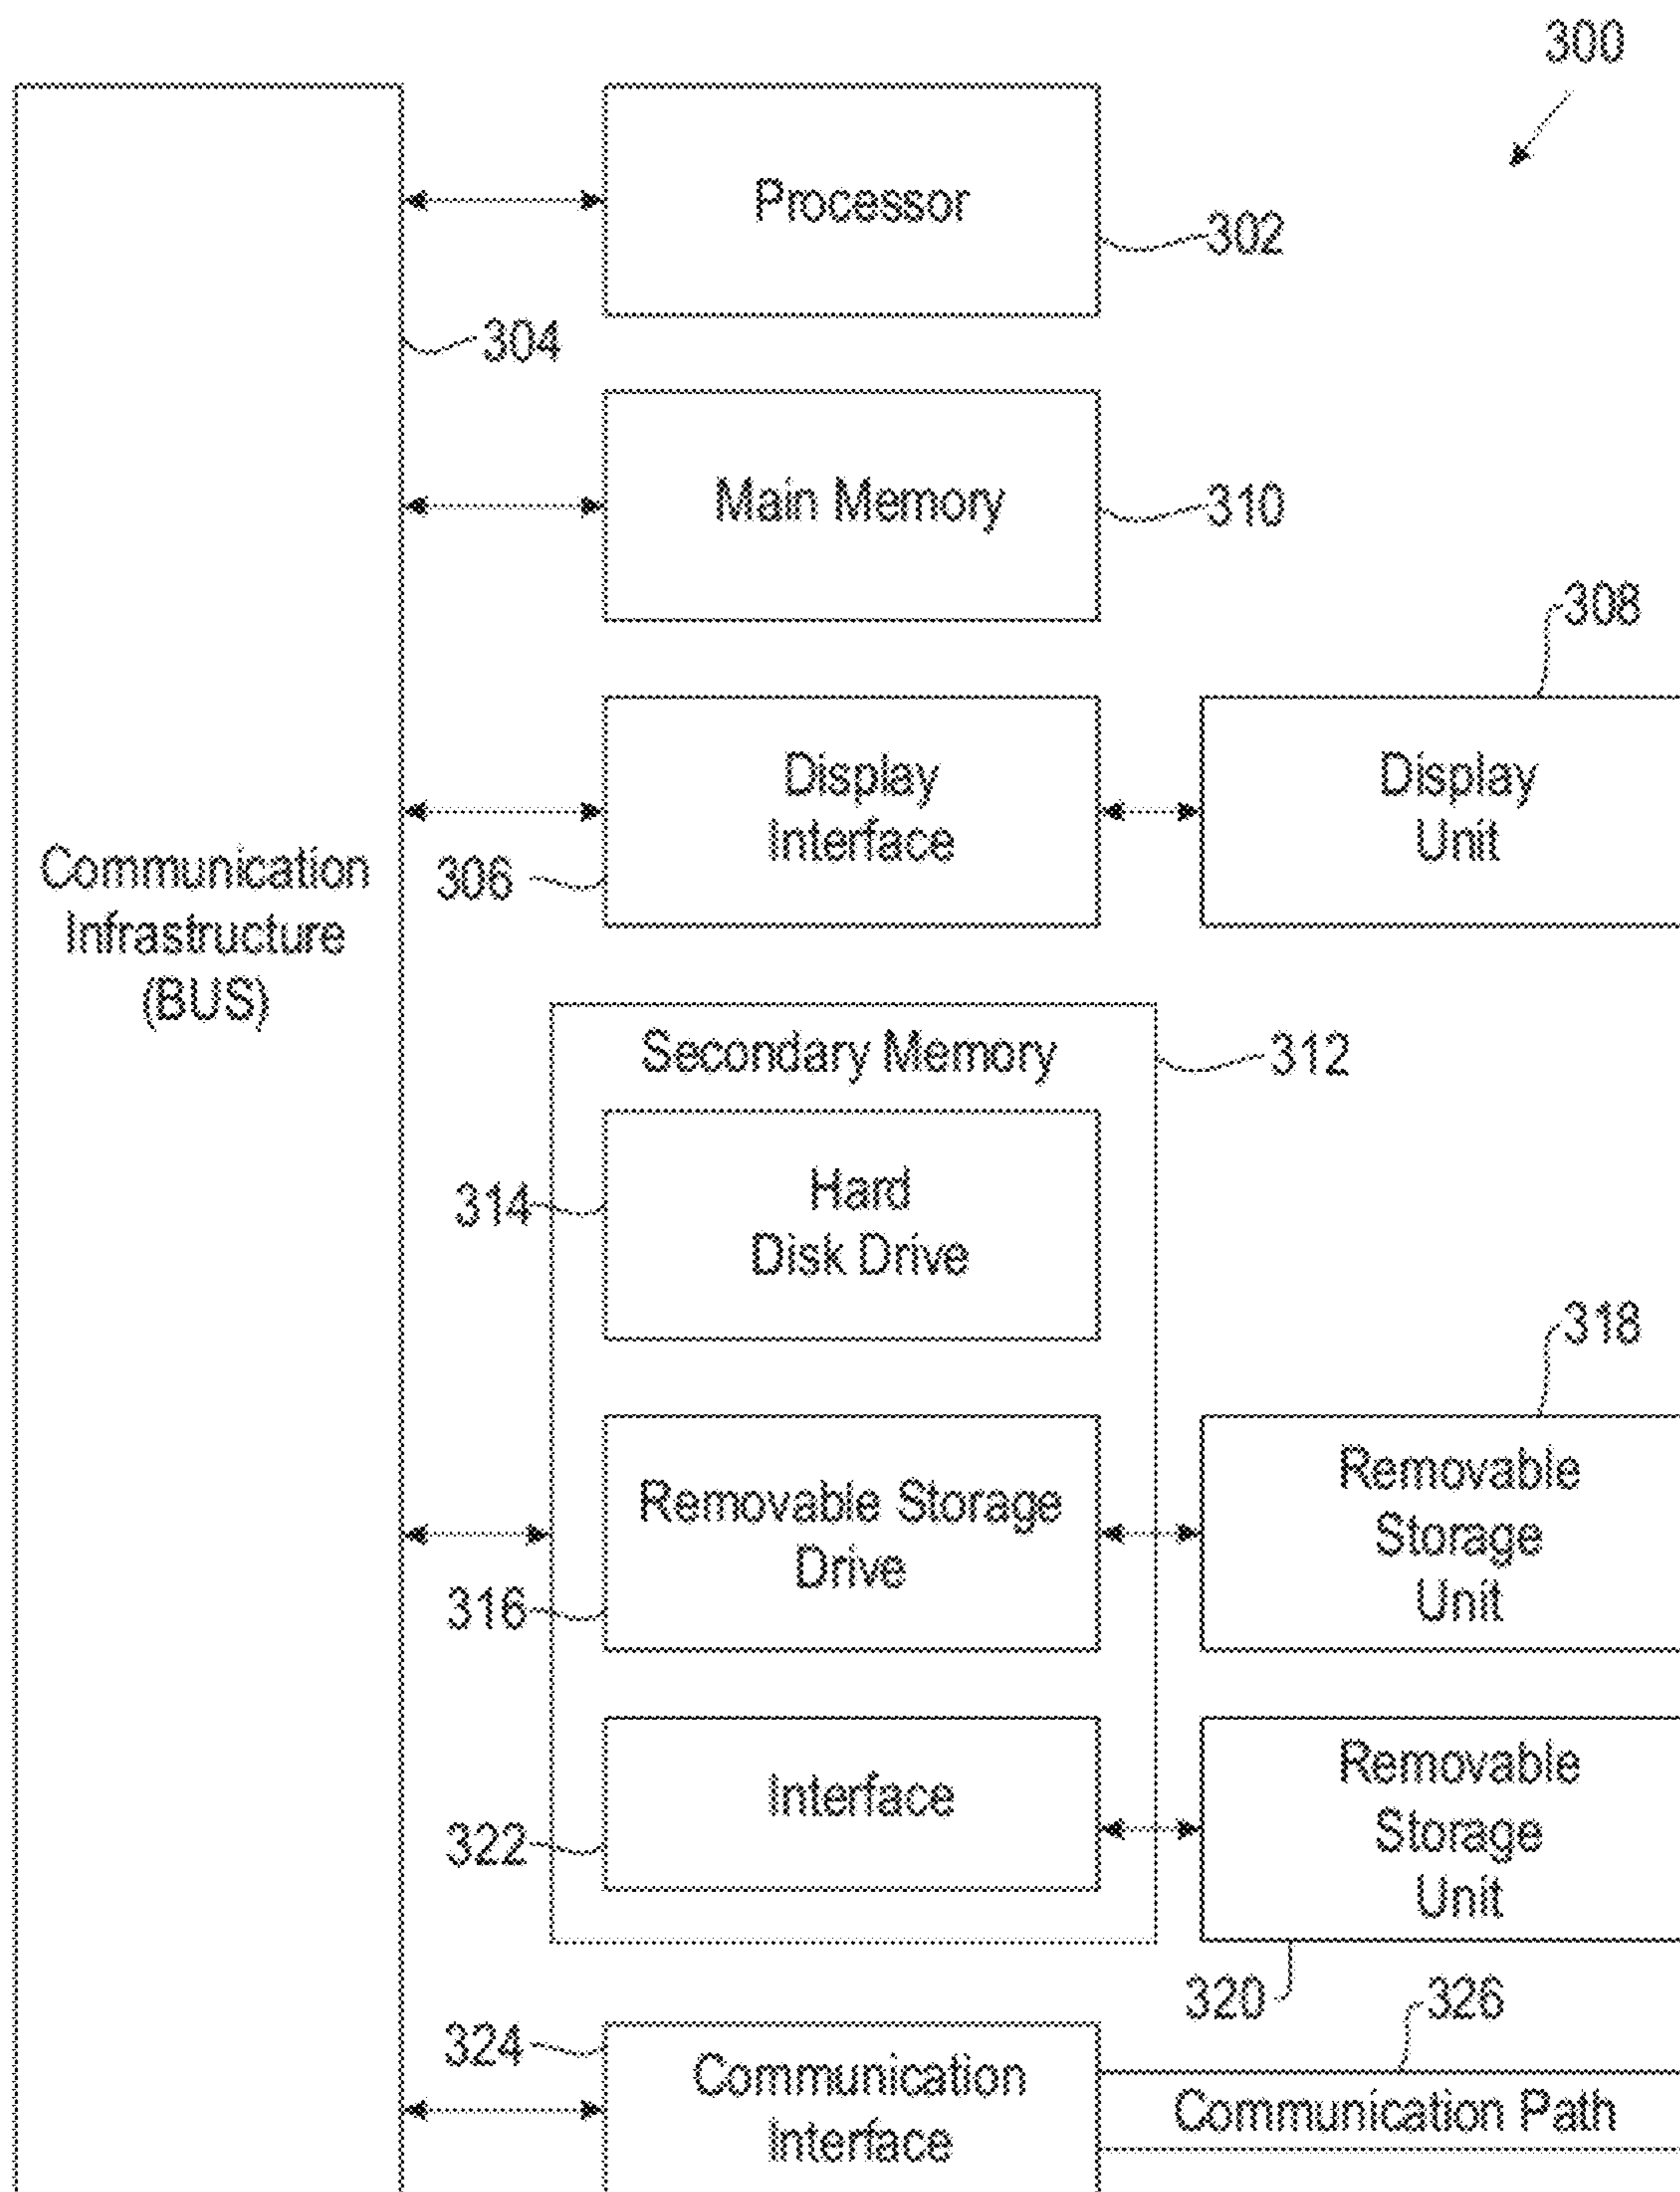 300
Processor
302
304
Main Memory
310
308
Display
Interface
306
Display
Unit
Communication
Infrastructure
(BUS)
Secondary Memory
312
Hard
Disk Drive
314
318
Removable Storage
Drive
316
Removable
Storage
Unit
Interface
322
Removable
Storage
Unit
320
326
324
Communication
Interface
Communication Path